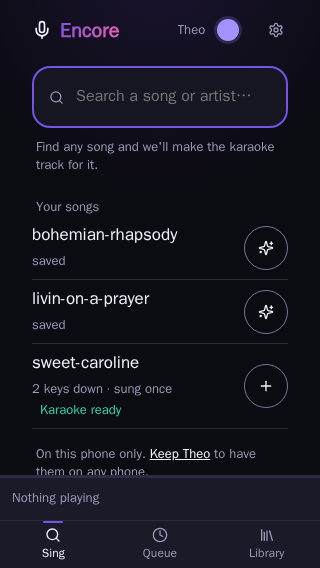 Encore
Theo
Search a song or artist···
Find any song and we'll make the karaoke
track for it.
Your songs
bohemian-rhapsody
saved
livin-on-a-prayer
saved
sweet-caroline
2 keys down · sung once
Karaoke ready
On this phone only. Keep Theo to have
them on any phone.
Nothing playing
Sing
Queue
Library